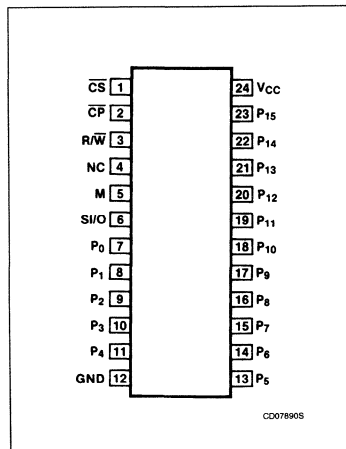 C̅S̅ 1 24 VCC
C̅P̅ 2 23 P15
R/W̅ 3 22 P14
NC 4 21 P13
M 5 20 P12
SI/O 6 19 P11
P0 7 18 P10
P1 8 17 P9
P2 9 16 P8
P3 10 15 P7
P4 11 14 P6
GND 12 13 P5
CD07890S